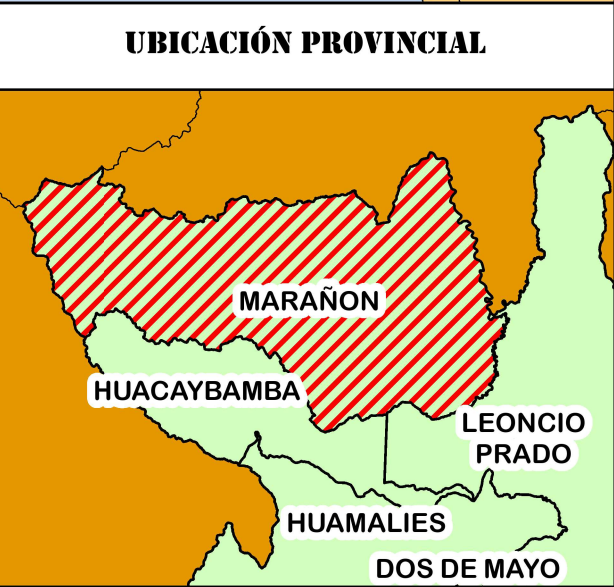 UBICACIÓN PROVINCIAL
MARAÑON
HUACAYBAMBA
LEONCIO
PRADO
HUAMALIES
DOS DE MAYO